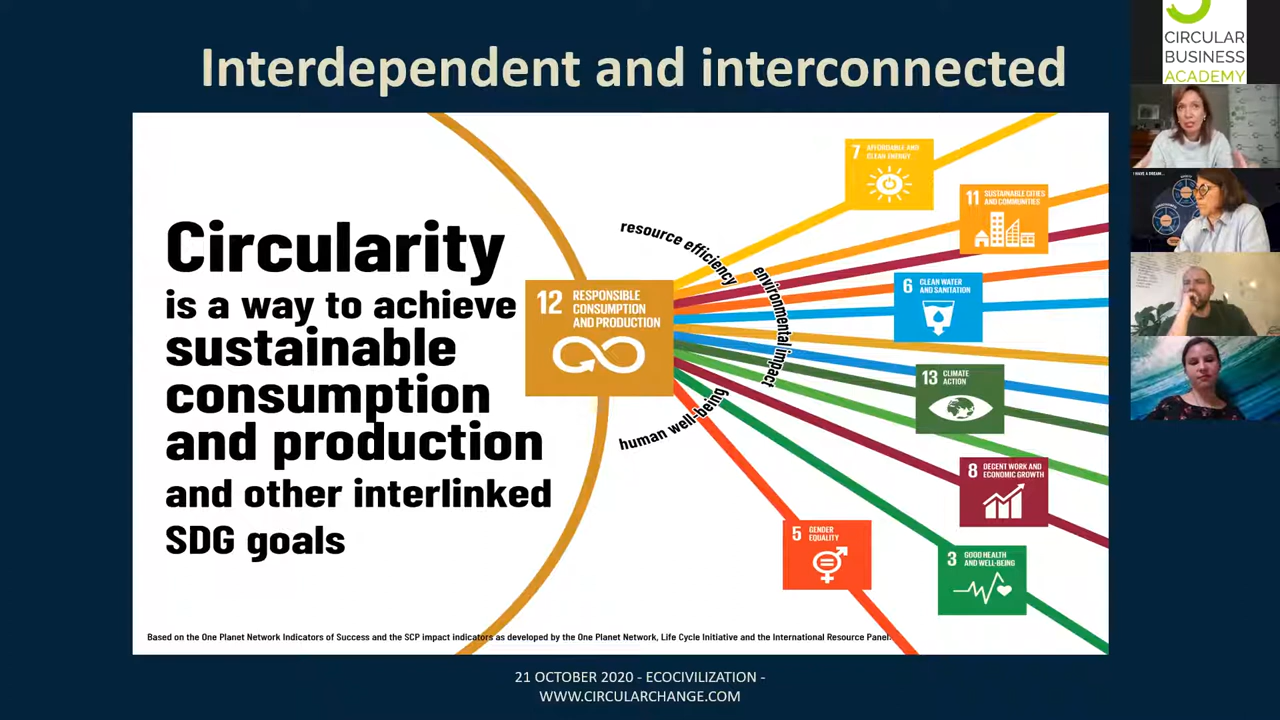 Interdependent and interconnected
Circularity
is a way to achieve
sustainable
consumption
and production
and other interlinked
SDG goals
12 RESPONSIBLE
CONSUMPTION
AND PRODUCTION
resource efficiency
environmental impact
human well-being
7 AFFORDABLE AND
CLEAN ENERGY
11 SUSTAINABLE CITIES
AND COMMUNITIES
6 CLEAN WATER
AND SANITATION
13 CLIMATE
ACTION
8 DECENT WORK AND
ECONOMIC GROWTH
5 GENDER
EQUALITY
3 GOOD HEALTH
AND WELL-BEING
Based on the One Planet Network Indicators of Success and the SCP impact indicators as developed by the One Planet Network, Life Cycle Initiative and the International Resource Panel.
21 OCTOBER 2020 - ECOCIVILIZATION -
WWW.CIRCULARCHANGE.COM
CIRCULAR
BUSINESS
ACADEMY
I HAVE A DREAM...